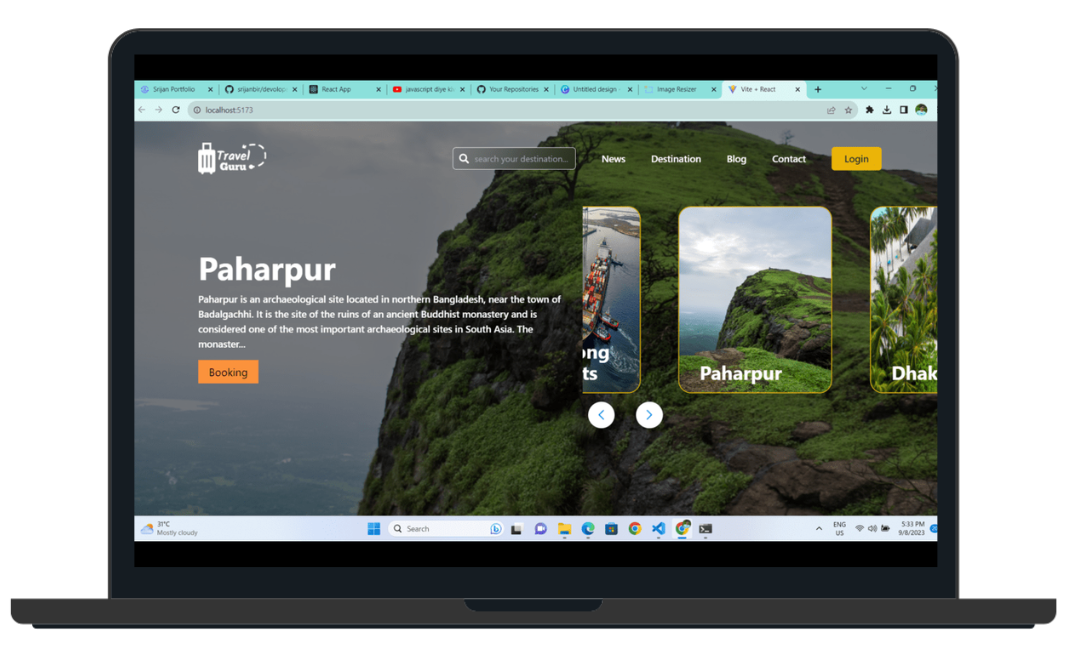 Srijan Portfolio
srijanbir/devolop
React App
javascript diye
Your Repositories
Untitled design
Image Resizer
Vite + React
localhost:5173
Travel
Guru
search your destination...
News
Destination
Blog
Contact
Login
Paharpur
Paharpur is an archaeological site located in northern Bangladesh, near the town of
Badalgachhi. It is the site of the ruins of an ancient Buddhist monastery and is
considered one of the most important archaeological sites in South Asia. The
monaster...
Booking
ong
ts
Paharpur
Dhak
31°C
Mostly cloudy
Search
ENG
US
5:33 PM
9/8/2023